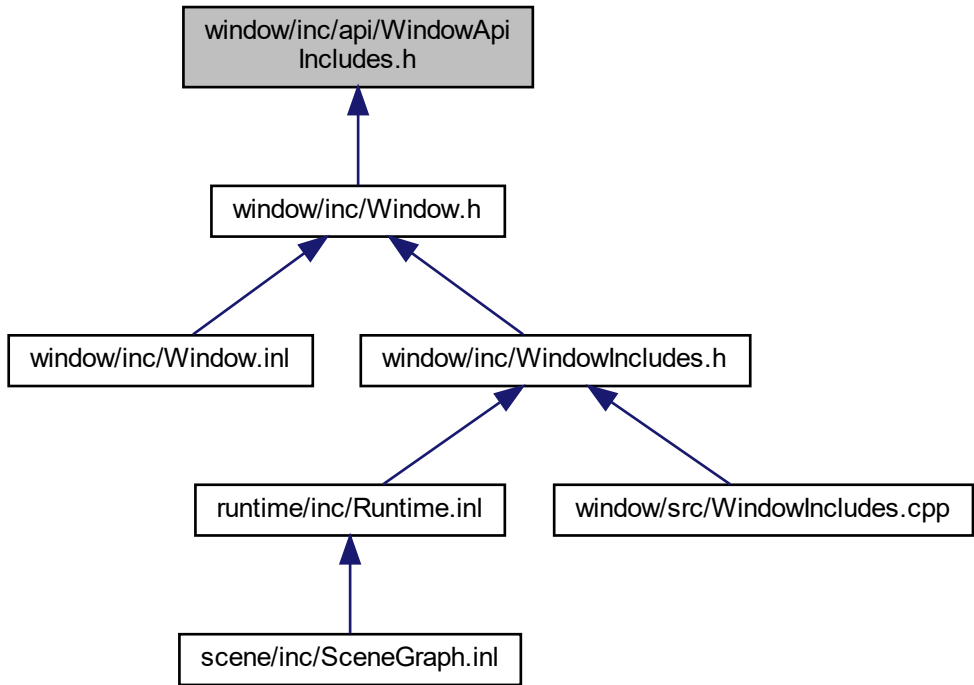 window/inc/api/WindowApi
Includes.h
window/inc/Window.h
window/inc/Window.inl
window/inc/WindowIncludes.h
runtime/inc/Runtime.inl
window/src/WindowIncludes.cpp
scene/inc/SceneGraph.inl